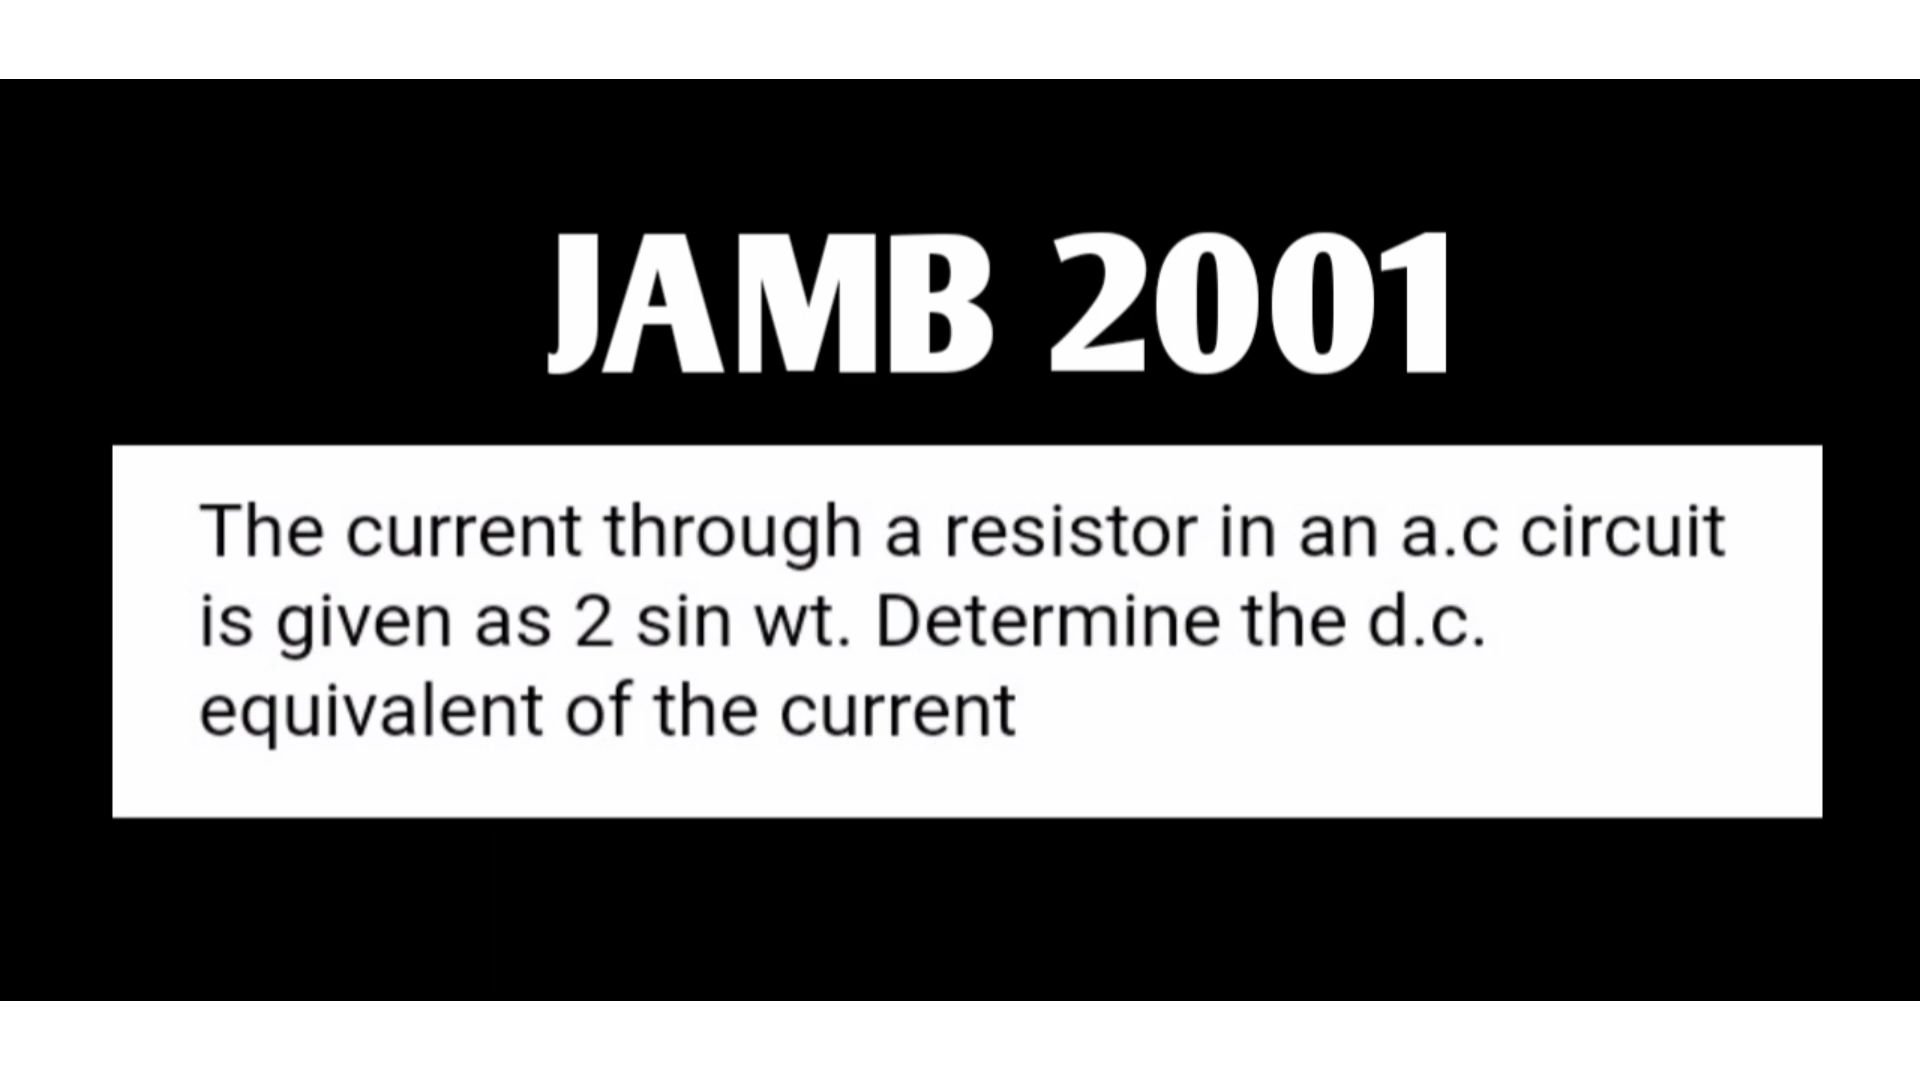 JAMB 2001
The current through a resistor in an a.c circuit
is given as 2 sin wt. Determine the d.c.
equivalent of the current